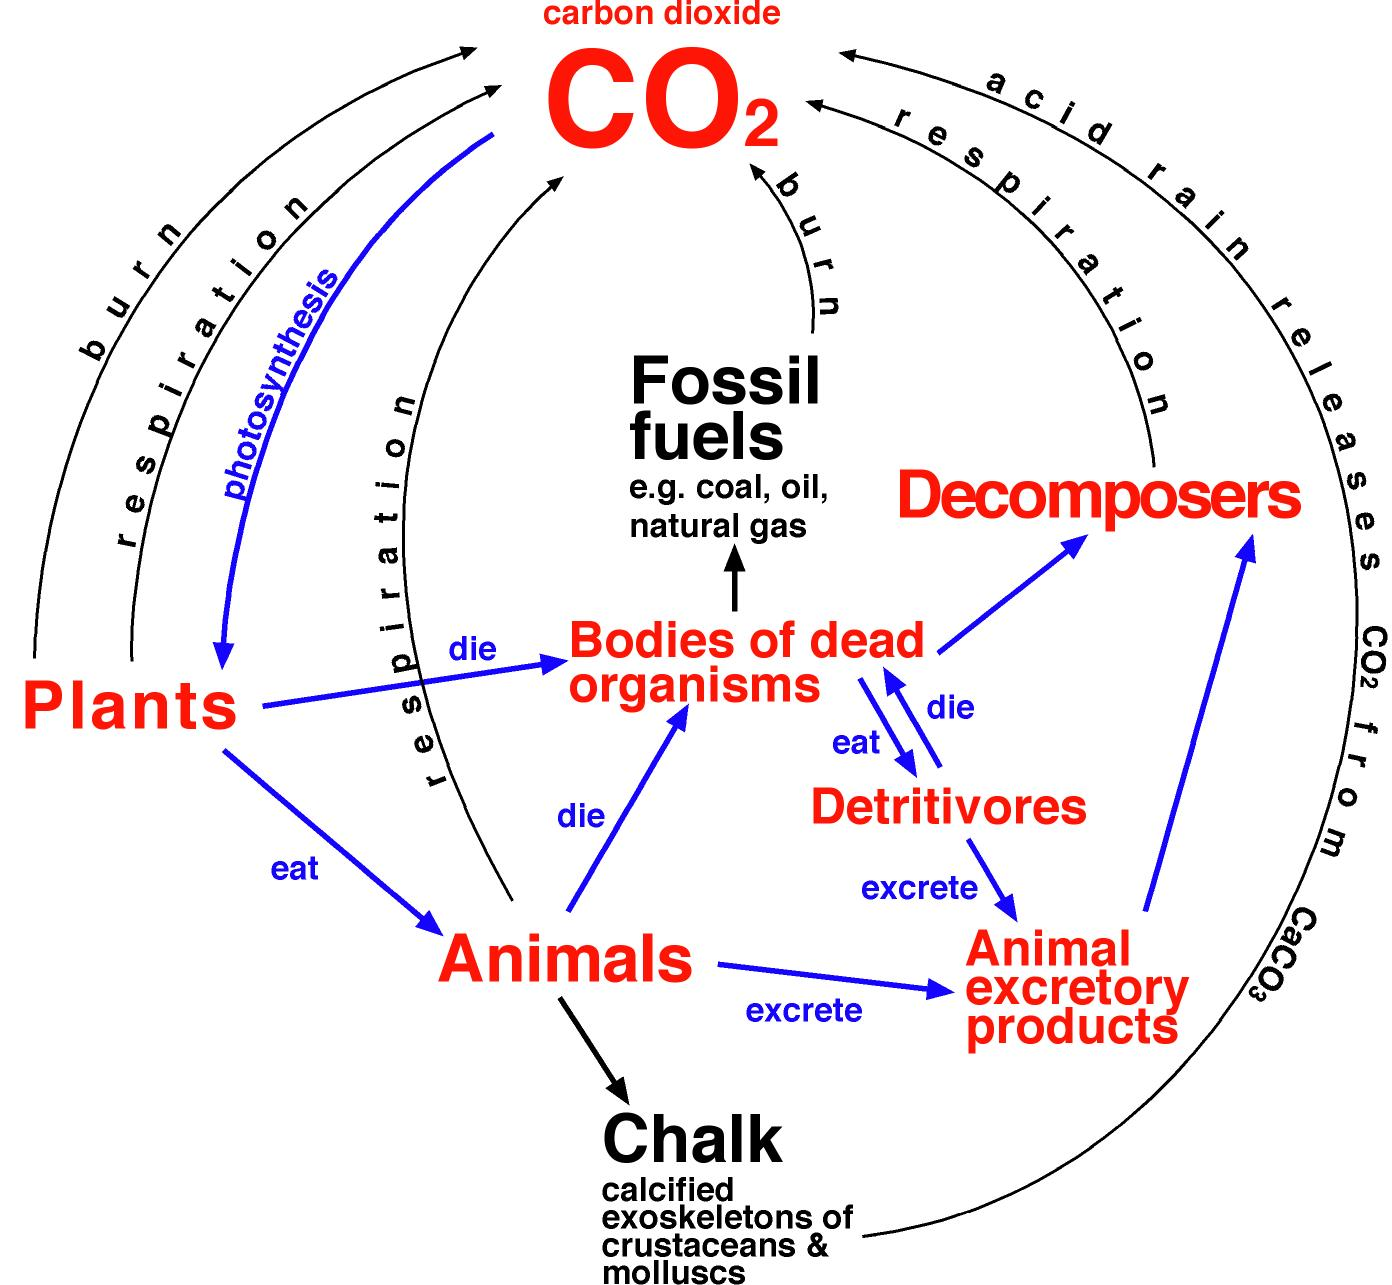 carbon dioxide
CO2
burn
respiration
photosynthesis
respiration
burn
respiration
acid rain releases CO2 from CaCO3
Fossil
fuels
e.g. coal, oil,
natural gas
Decomposers
Plants
die
Bodies of dead
organisms
eat
die
Detritivores
die
eat
excrete
Animals
excrete
Animal
excretory
products
Chalk
calcified
exoskeletons of
crustaceans &
molluscs